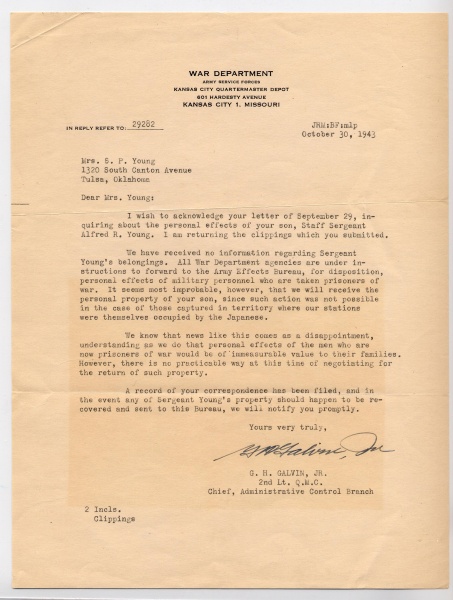 WAR DEPARTMENT
ARMY SERVICE FORCES
KANSAS CITY QUARTERMASTER DEPOT
601 HARDESTY AVENUE
KANSAS CITY 1, MISSOURI
IN REPLY REFER TO: 29282
JRM:BF:mlp
October 30, 1943
Mrs. S. P. Young
1320 South Canton Avenue
Tulsa, Oklahoma
Dear Mrs. Young:
I wish to acknowledge your letter of September 29, in-
quiring about the personal effects of your son, Staff Sergeant
Alfred R. Young. I am returning the clippings which you submitted.
We have received no information regarding Sergeant
Young's belongings. All War Department agencies are under in-
structions to forward to the Army Effects Bureau, for disposition,
personal effects of military personnel who are taken prisoners of
war. It seems most improbable, however, that we will receive the
personal property of your son, since such action was not possible
in the case of those captured in territory where our stations
were themselves occupied by the Japanese.
We know that news like this comes as a disappointment,
understanding as we do that personal effects of the men who are
now prisoners of war would be of immeasurable value to their families.
However, there is no practicable way at this time of negotiating for
the return of such property.
A record of your correspondence has been filed, and in
the event any of Sergeant Young's property should happen to be re-
covered and sent to this Bureau, we will notify you promptly.
Yours very truly,
G H Galvin, Jr
G. H. GALVIN, JR.
2nd Lt. Q.M.C.
Chief, Administrative Control Branch
2 Incls.
Clippings